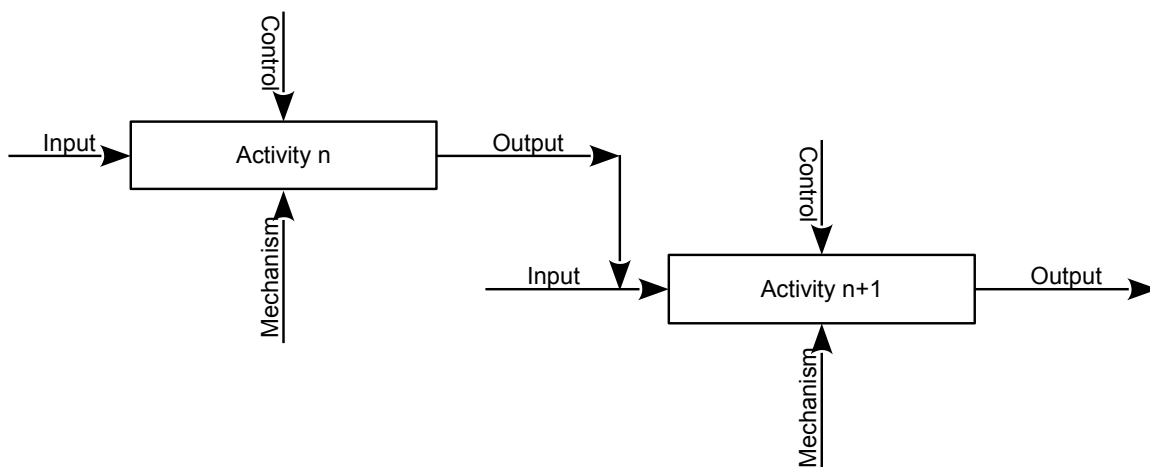 Control
Input
Activity n
Output
Mechanism
Control
Input
Activity n+1
Output
Mechanism